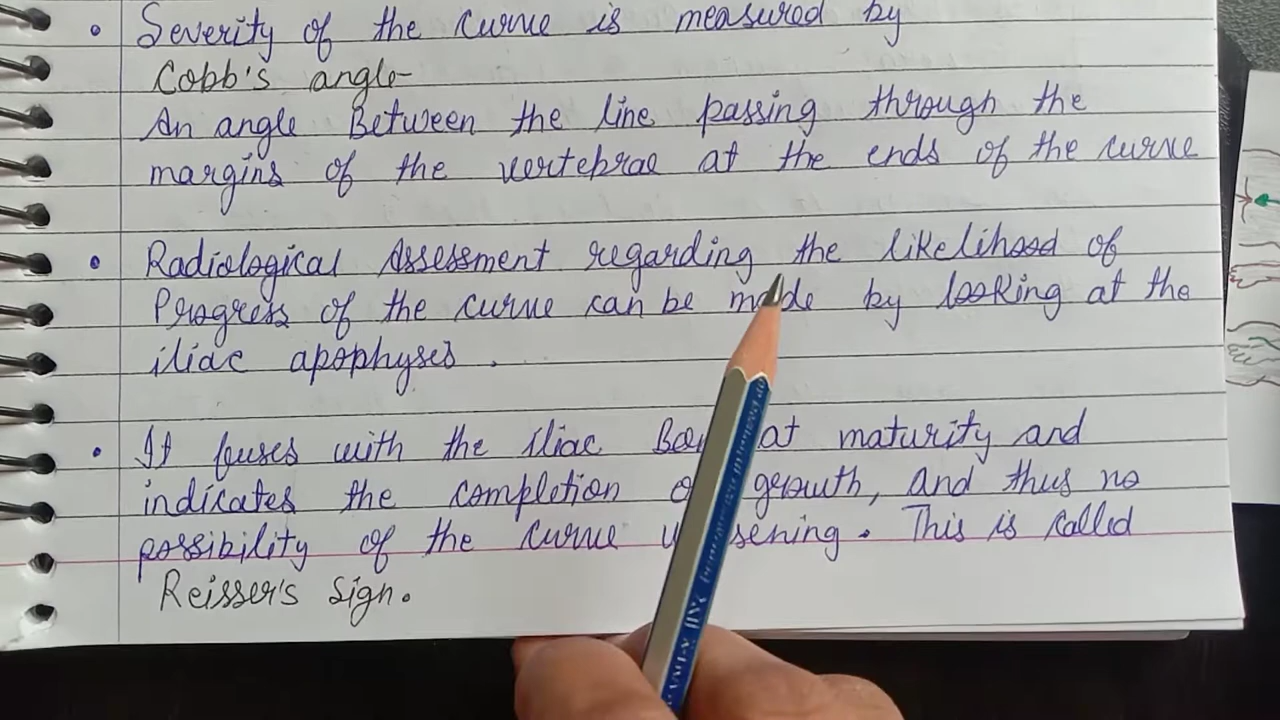 Severity of the curve is measured by
Cobb's angle-
An angle Between the line passing through the
margins of the vertebrae at the ends of the curve
Radiological Assessment regarding the likelihood of
Progress of the curve can be made by looking at the
iliac apophyses.
It fuses with the iliac at maturity and
indicates the completion growth, and thus no
possibility of the curve This is called
Reisser's sign.